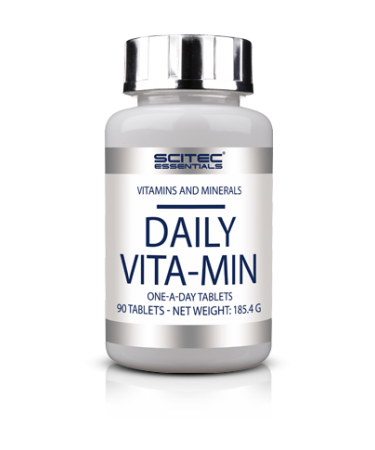 SCITEC®
ESSENTIALS
VITAMINS AND MINERALS
DAILY
VITA-MIN
ONE-A-DAY TABLETS
90 TABLETS - NET WEIGHT: 185.4 G